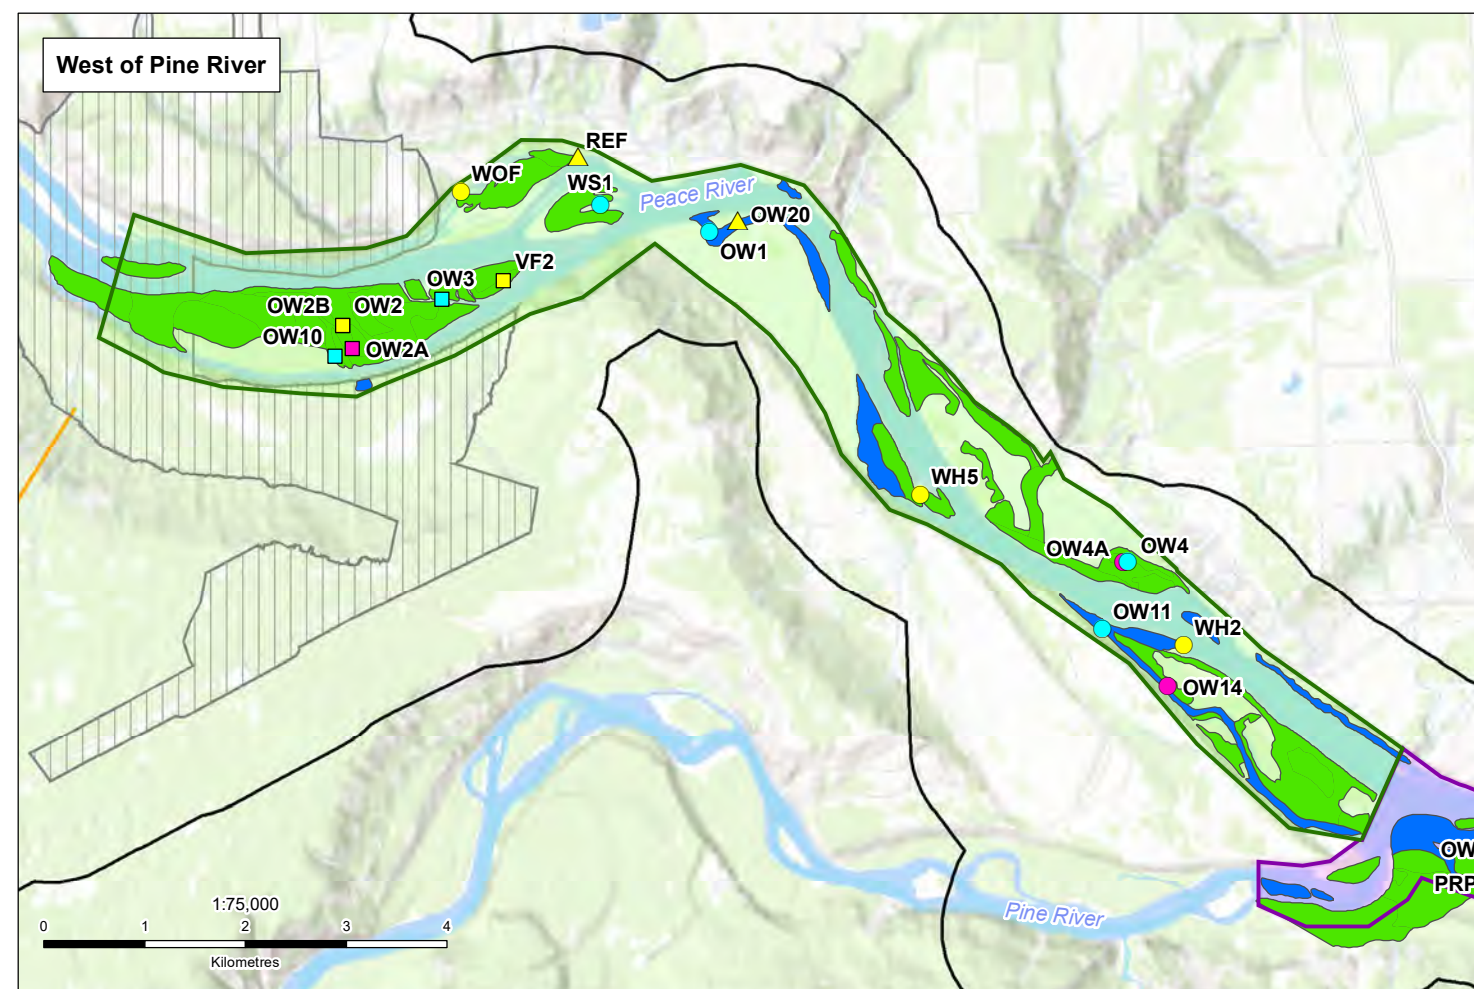 West of Pine River
REF
WOF
WS1
Peace River
OW20
OW1
VF2
OW3
OW2B
OW2
OW10
OW2A
WH5
OW4A
OW4
OW11
WH2
OW14
OW
PRP
Pine River
1:75,000
0 1 2 3 4
Kilometres